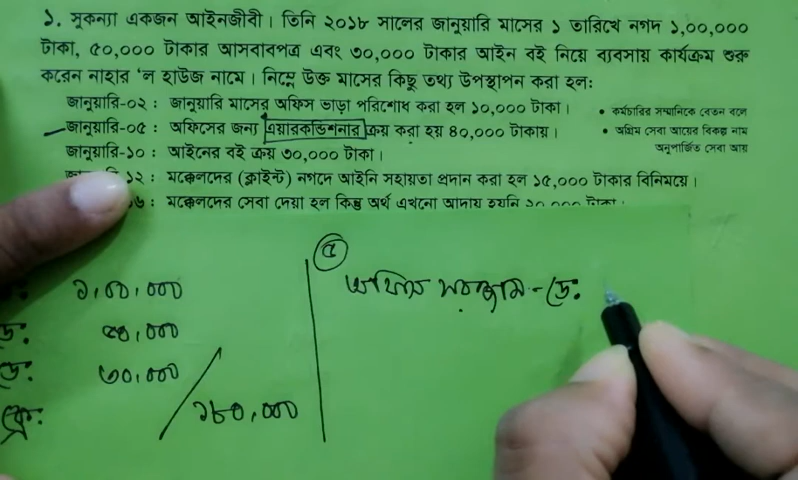 ১. সুকন্যা একজন আইনজীবী। তিনি ২০১৮ সালের জানুয়ারি মাসের ১ তারিখে নগদ ১,০০,০০০
টাকা, ৫০,০০০ টাকার আসবাবপত্র এবং ৩০,০০০ টাকার আইন বই নিয়ে ব্যবসায় কার্যক্রম শুরু
করেন নাহার 'ল হাউজ নামে। নিম্নে উক্ত মাসের কিছু তথ্য উপস্থাপন করা হল:
জানুয়ারি-০২ : জানুয়ারি মাসের অফিস ভাড়া পরিশোধ করা হল ১০,০০০ টাকা।
• কর্মচারির সম্মানিকে বেতন বলে
জানুয়ারি-০৫ : অফিসের জন্য এয়ারকন্ডিশনার ক্রয় করা হয় ৪০,০০০ টাকায়।
• অগ্রিম সেবা আয়ের বিকল্প নাম
অনুপার্জিত সেবা আয়
জানুয়ারি-১০ : আইনের বই ক্রয় ৩০,০০০ টাকা।
১২ : মক্কেলদের (ক্লাইন্ট) নগদে আইনি সহায়তা প্রদান করা হল ১৫,০০০ টাকার বিনিময়ে।
: মক্কেলদের সেবা দেয়া হল কিন্তু অর্থ এখনো আদায় হয়নি ২০,০০০ টাকা।
৫
অফিস সরঞ্জাম - ডে:
১,০০,০০০
ডে: ৫০,০০০
ডে: ৩০,০০০
ক্রে: ১৮০,০০০